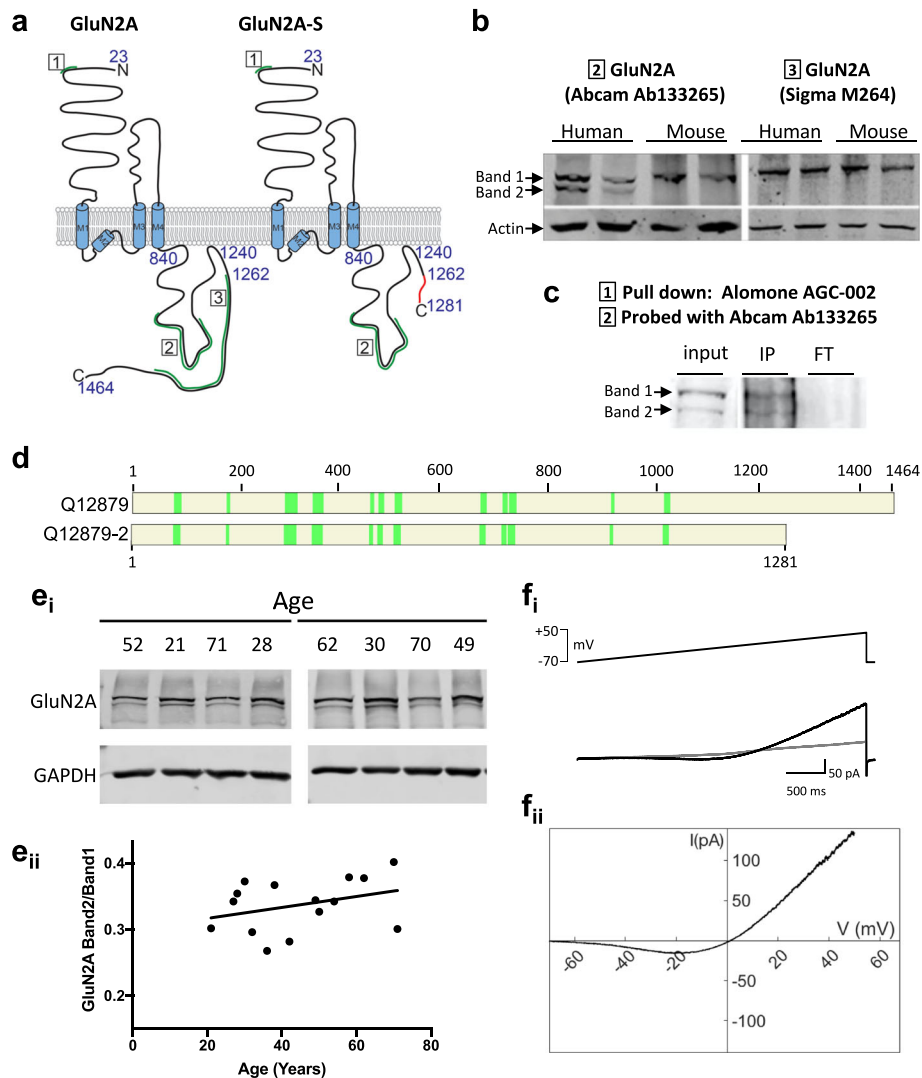 a
GluN2A
GluN2A-S
1
23
N
1
23
N
M1
M3
M4
M1
M3
M4
840
1240
1262
3
2
C
1464
840
1240
1262
C
1281
2
b
2 GluN2A
(Abcam Ab133265)
3 GluN2A
(Sigma M264)
Human Mouse Human Mouse
Band 1
Band 2
Actin
c
1 Pull down: Alomone AGC-002
2 Probed with Abcam Ab133265
input IP FT
Band 1
Band 2
d
1 200 400 600 800 1000 1200 1400 1464
Q12879
Q12879-2
1 1281
ei
Age
52 21 71 28 62 30 70 49
GluN2A
GAPDH
eii
GluN2A Band2/Band1
0.4
0.3
0.2
0 20 40 60 80
Age (Years)
fi
+50
mV
-70
50 pA
500 ms
fii
I(pA)
100
50
V (mV)
-60 -40 -20 20 40 60
-50
-100